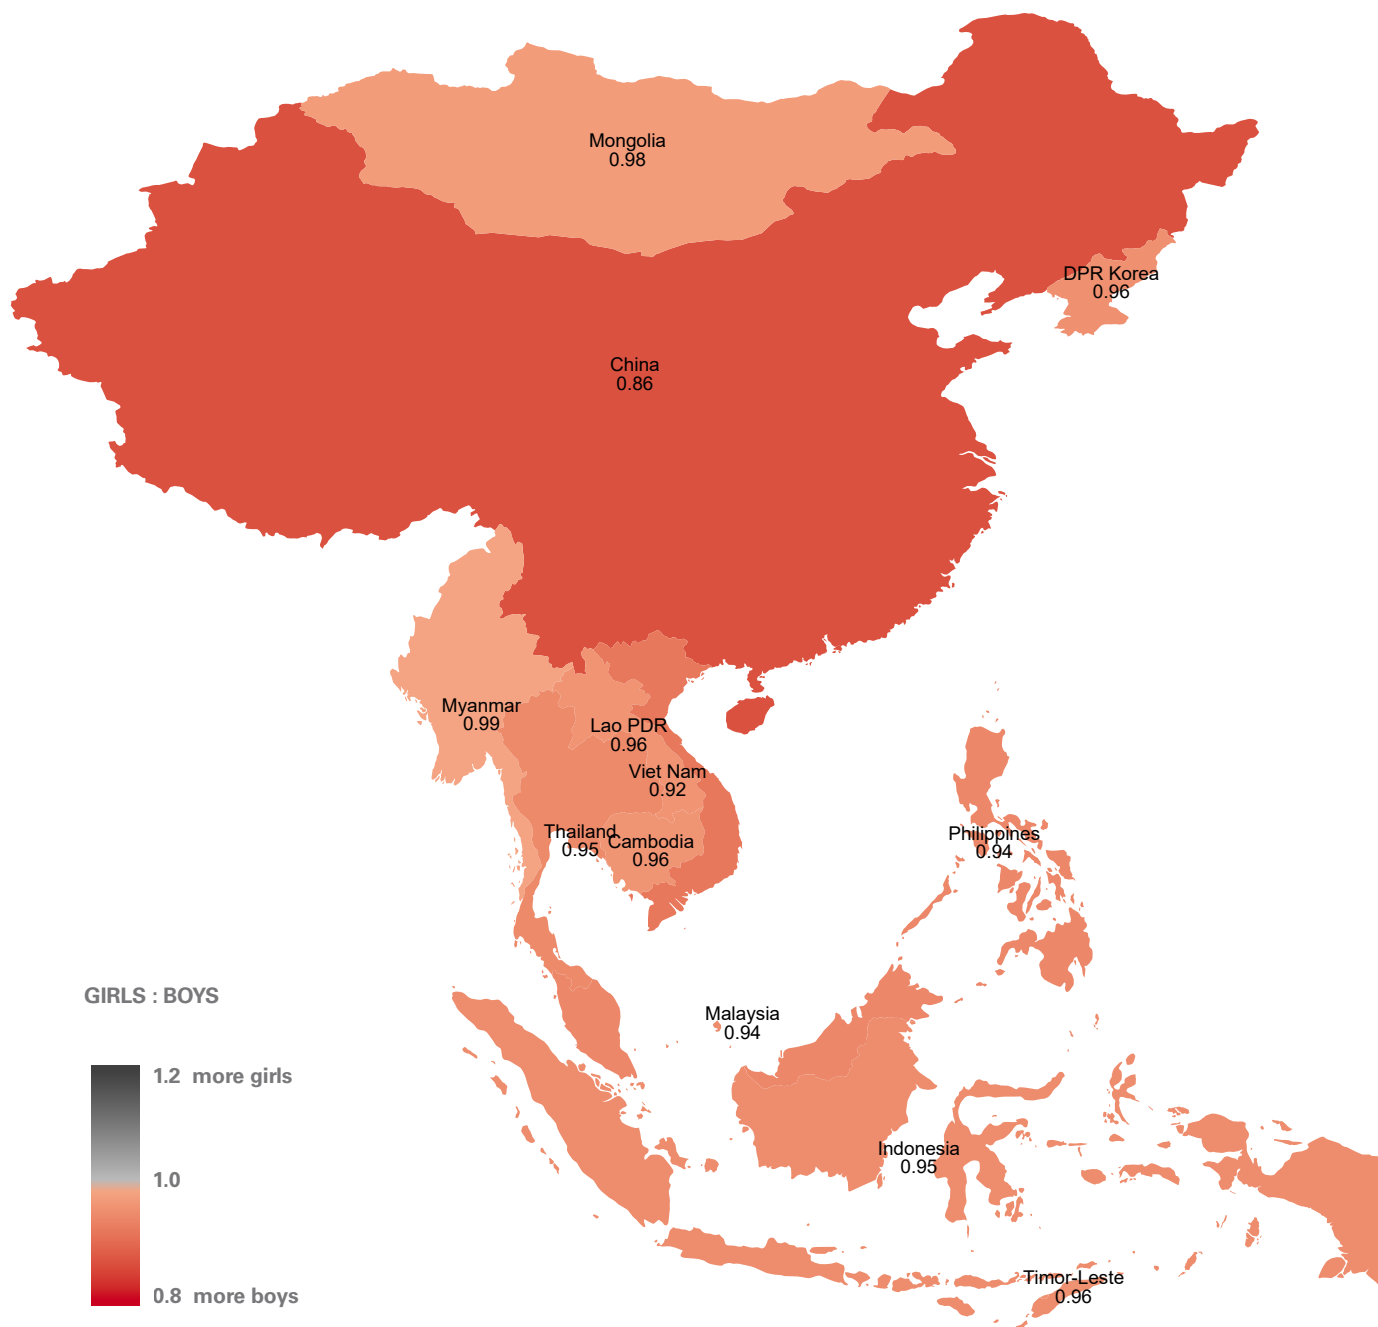 Mongolia
0.98
DPR Korea
0.96
China
0.86
Myanmar
0.99
Lao PDR
0.96
Viet Nam
0.92
Thailand
0.95
Cambodia
0.96
Philippines
0.94
Malaysia
0.94
Indonesia
0.95
Timor-Leste
0.96
GIRLS : BOYS
1.2 more girls
1.0
0.8 more boys